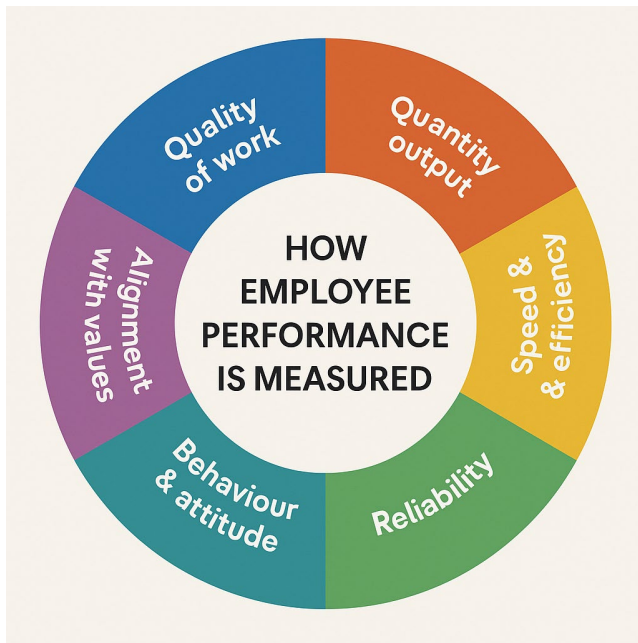 HOW
EMPLOYEE
PERFORMANCE
IS MEASURED
Quality
of work
Quantity
output
Speed &
& efficiency
Reliability
Behaviour
& attitude
Alignment
with values